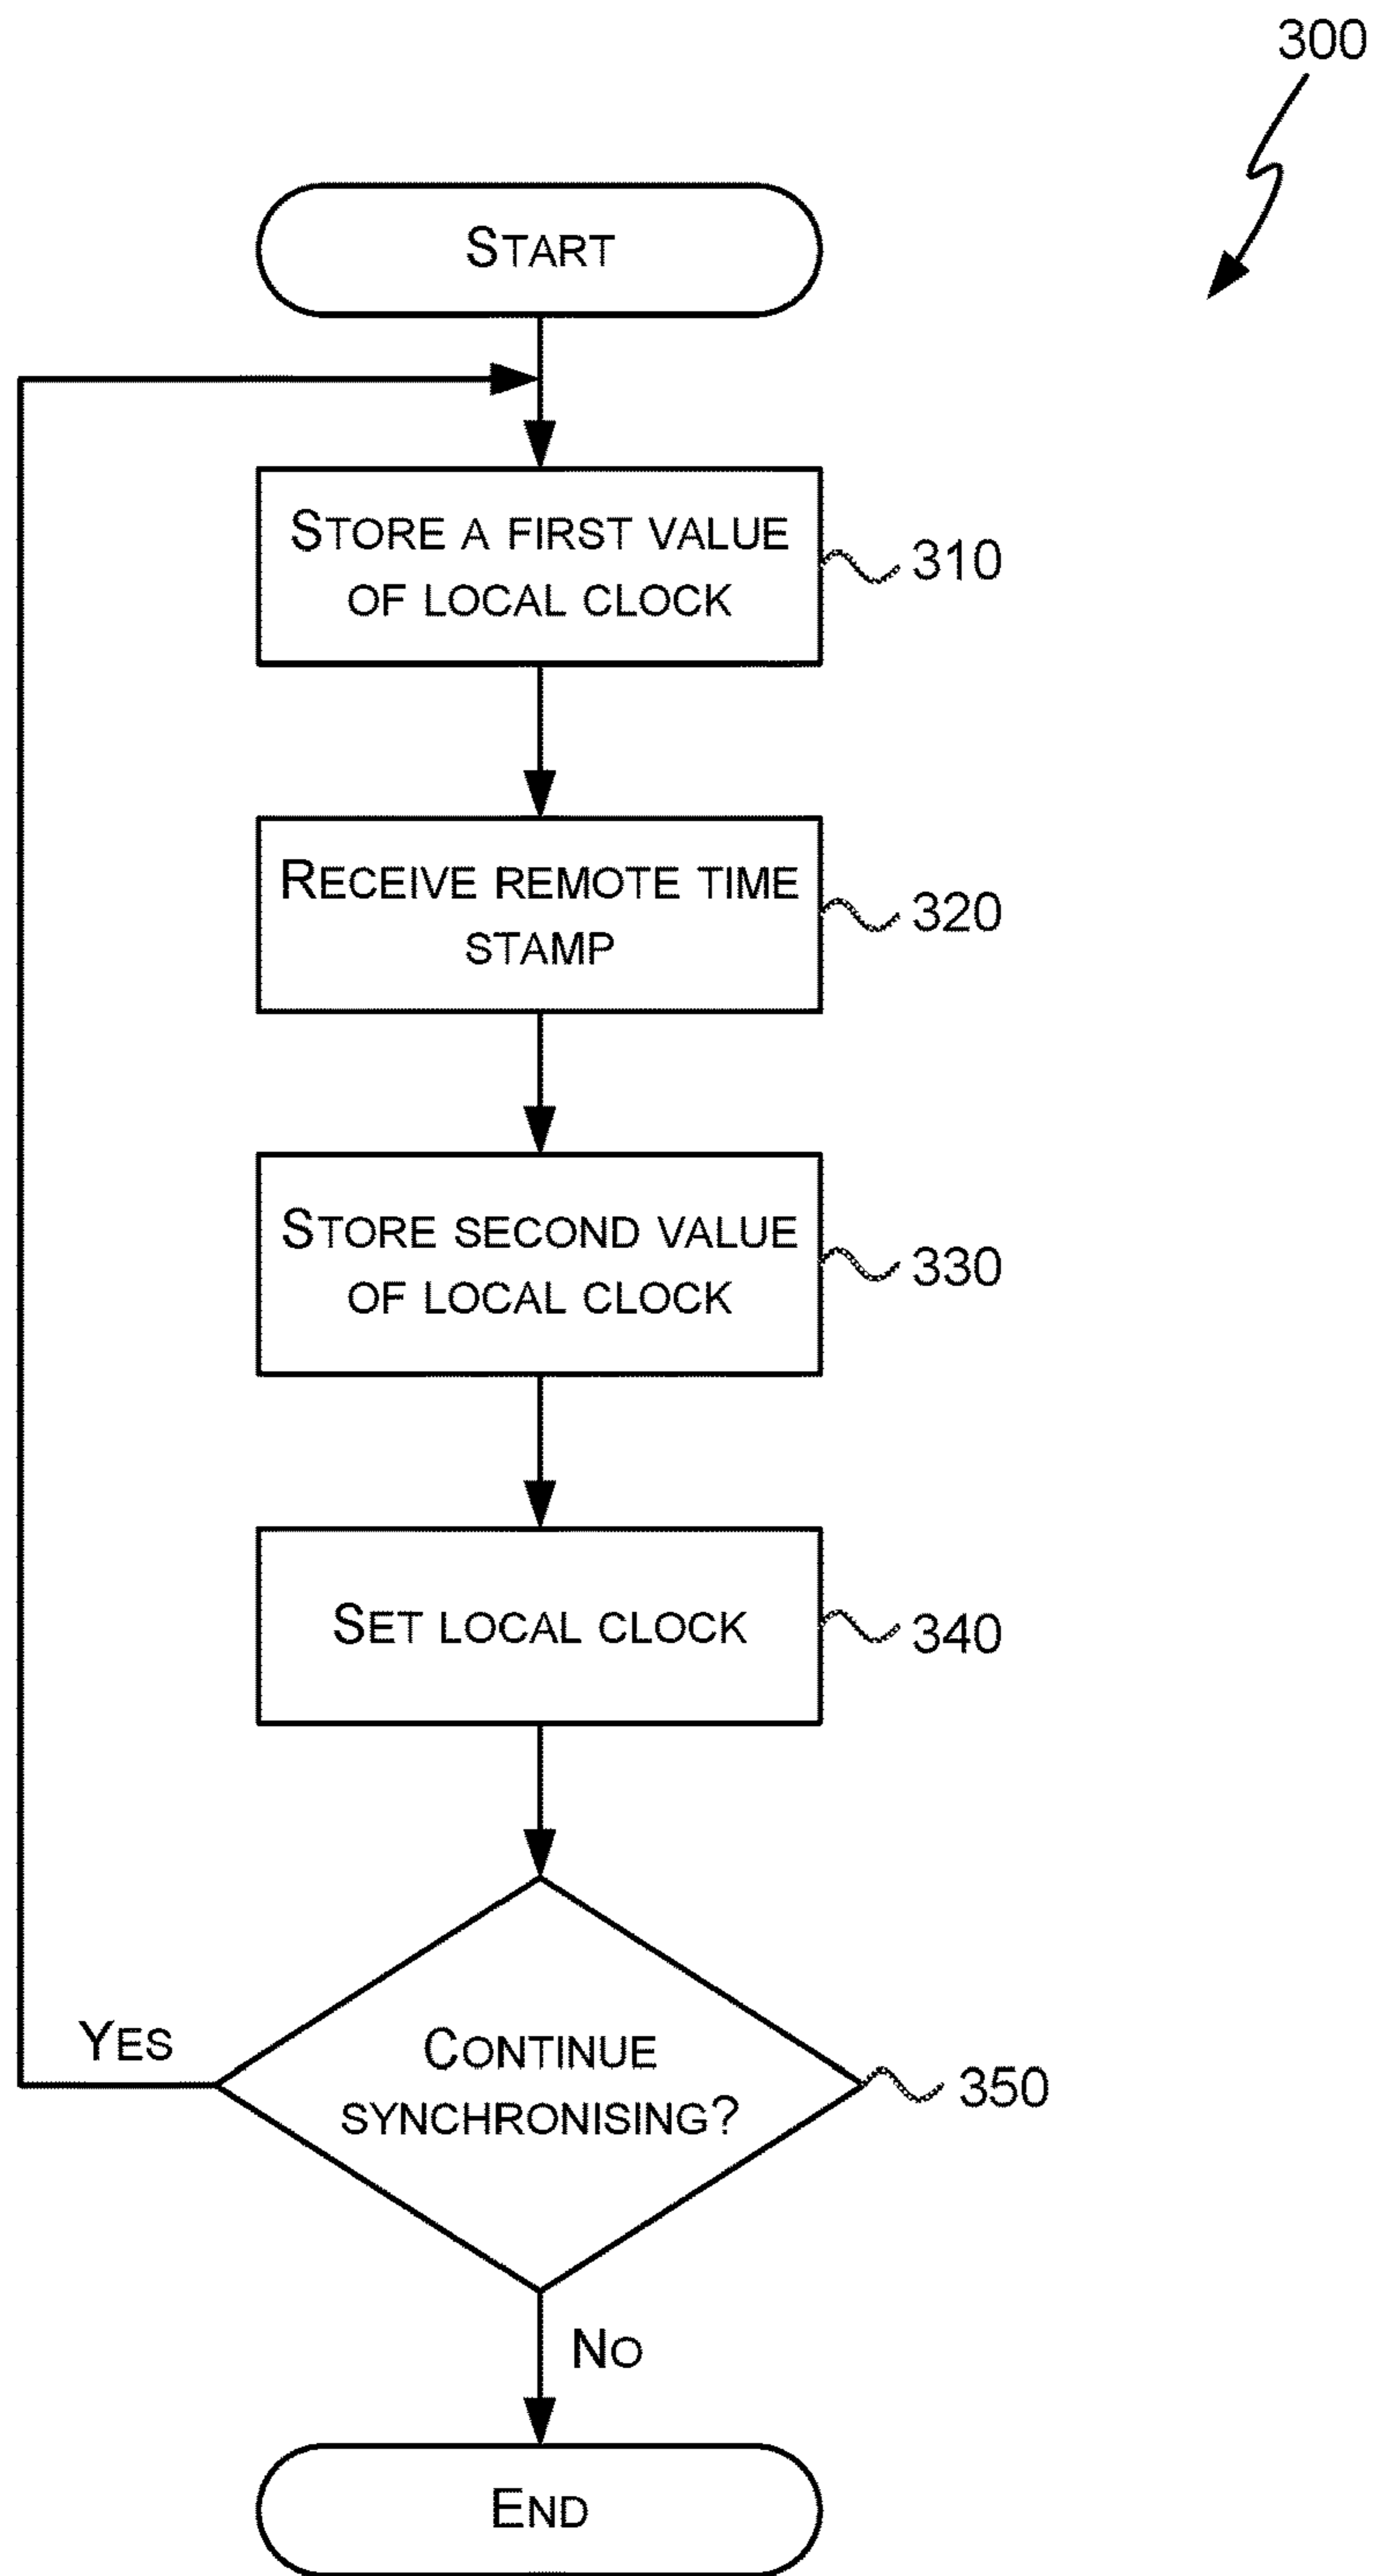 300
START
STORE A FIRST VALUE
OF LOCAL CLOCK
310
RECEIVE REMOTE TIME
STAMP
320
STORE SECOND VALUE
OF LOCAL CLOCK
330
SET LOCAL CLOCK
340
YES
CONTINUE
SYNCHRONISING?
350
NO
END